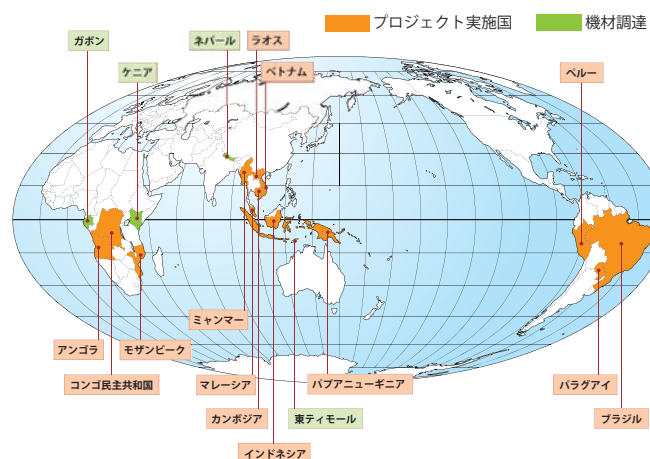 プロジェクト実施国 機材調達
ガボン
ネパール
ラオス
ケニア
ベトナム
ペルー
ミャンマー
アンゴラ
モザンビーク
コンゴ民主共和国
マレーシア
パプアニューギニア
パラグアイ
カンボジア
東ティモール
ブラジル
インドネシア